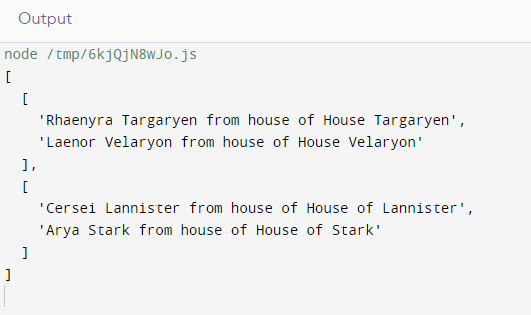 Output
node /tmp/6kjQjN8wJo.js
[
  [
    'Rhaenyra Targaryen from house of House Targaryen',
    'Laenor Velaryon from house of House Velaryon'
  ],
  [
    'Cersei Lannister from house of House of Lannister',
    'Arya Stark from house of House of Stark'
  ]
]